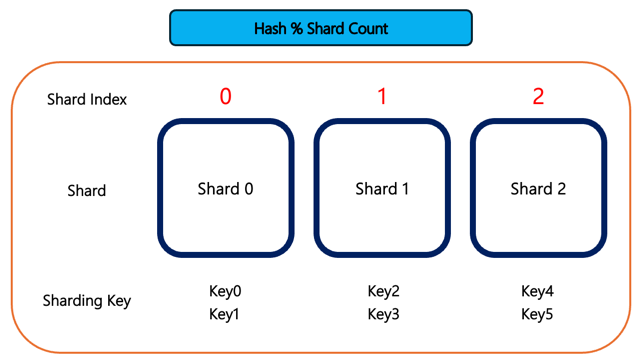 Hash % Shard Count
Shard Index 0 1 2
Shard Shard 0 Shard 1 Shard 2
Sharding Key
Key0 Key2 Key4
Key1 Key3 Key5